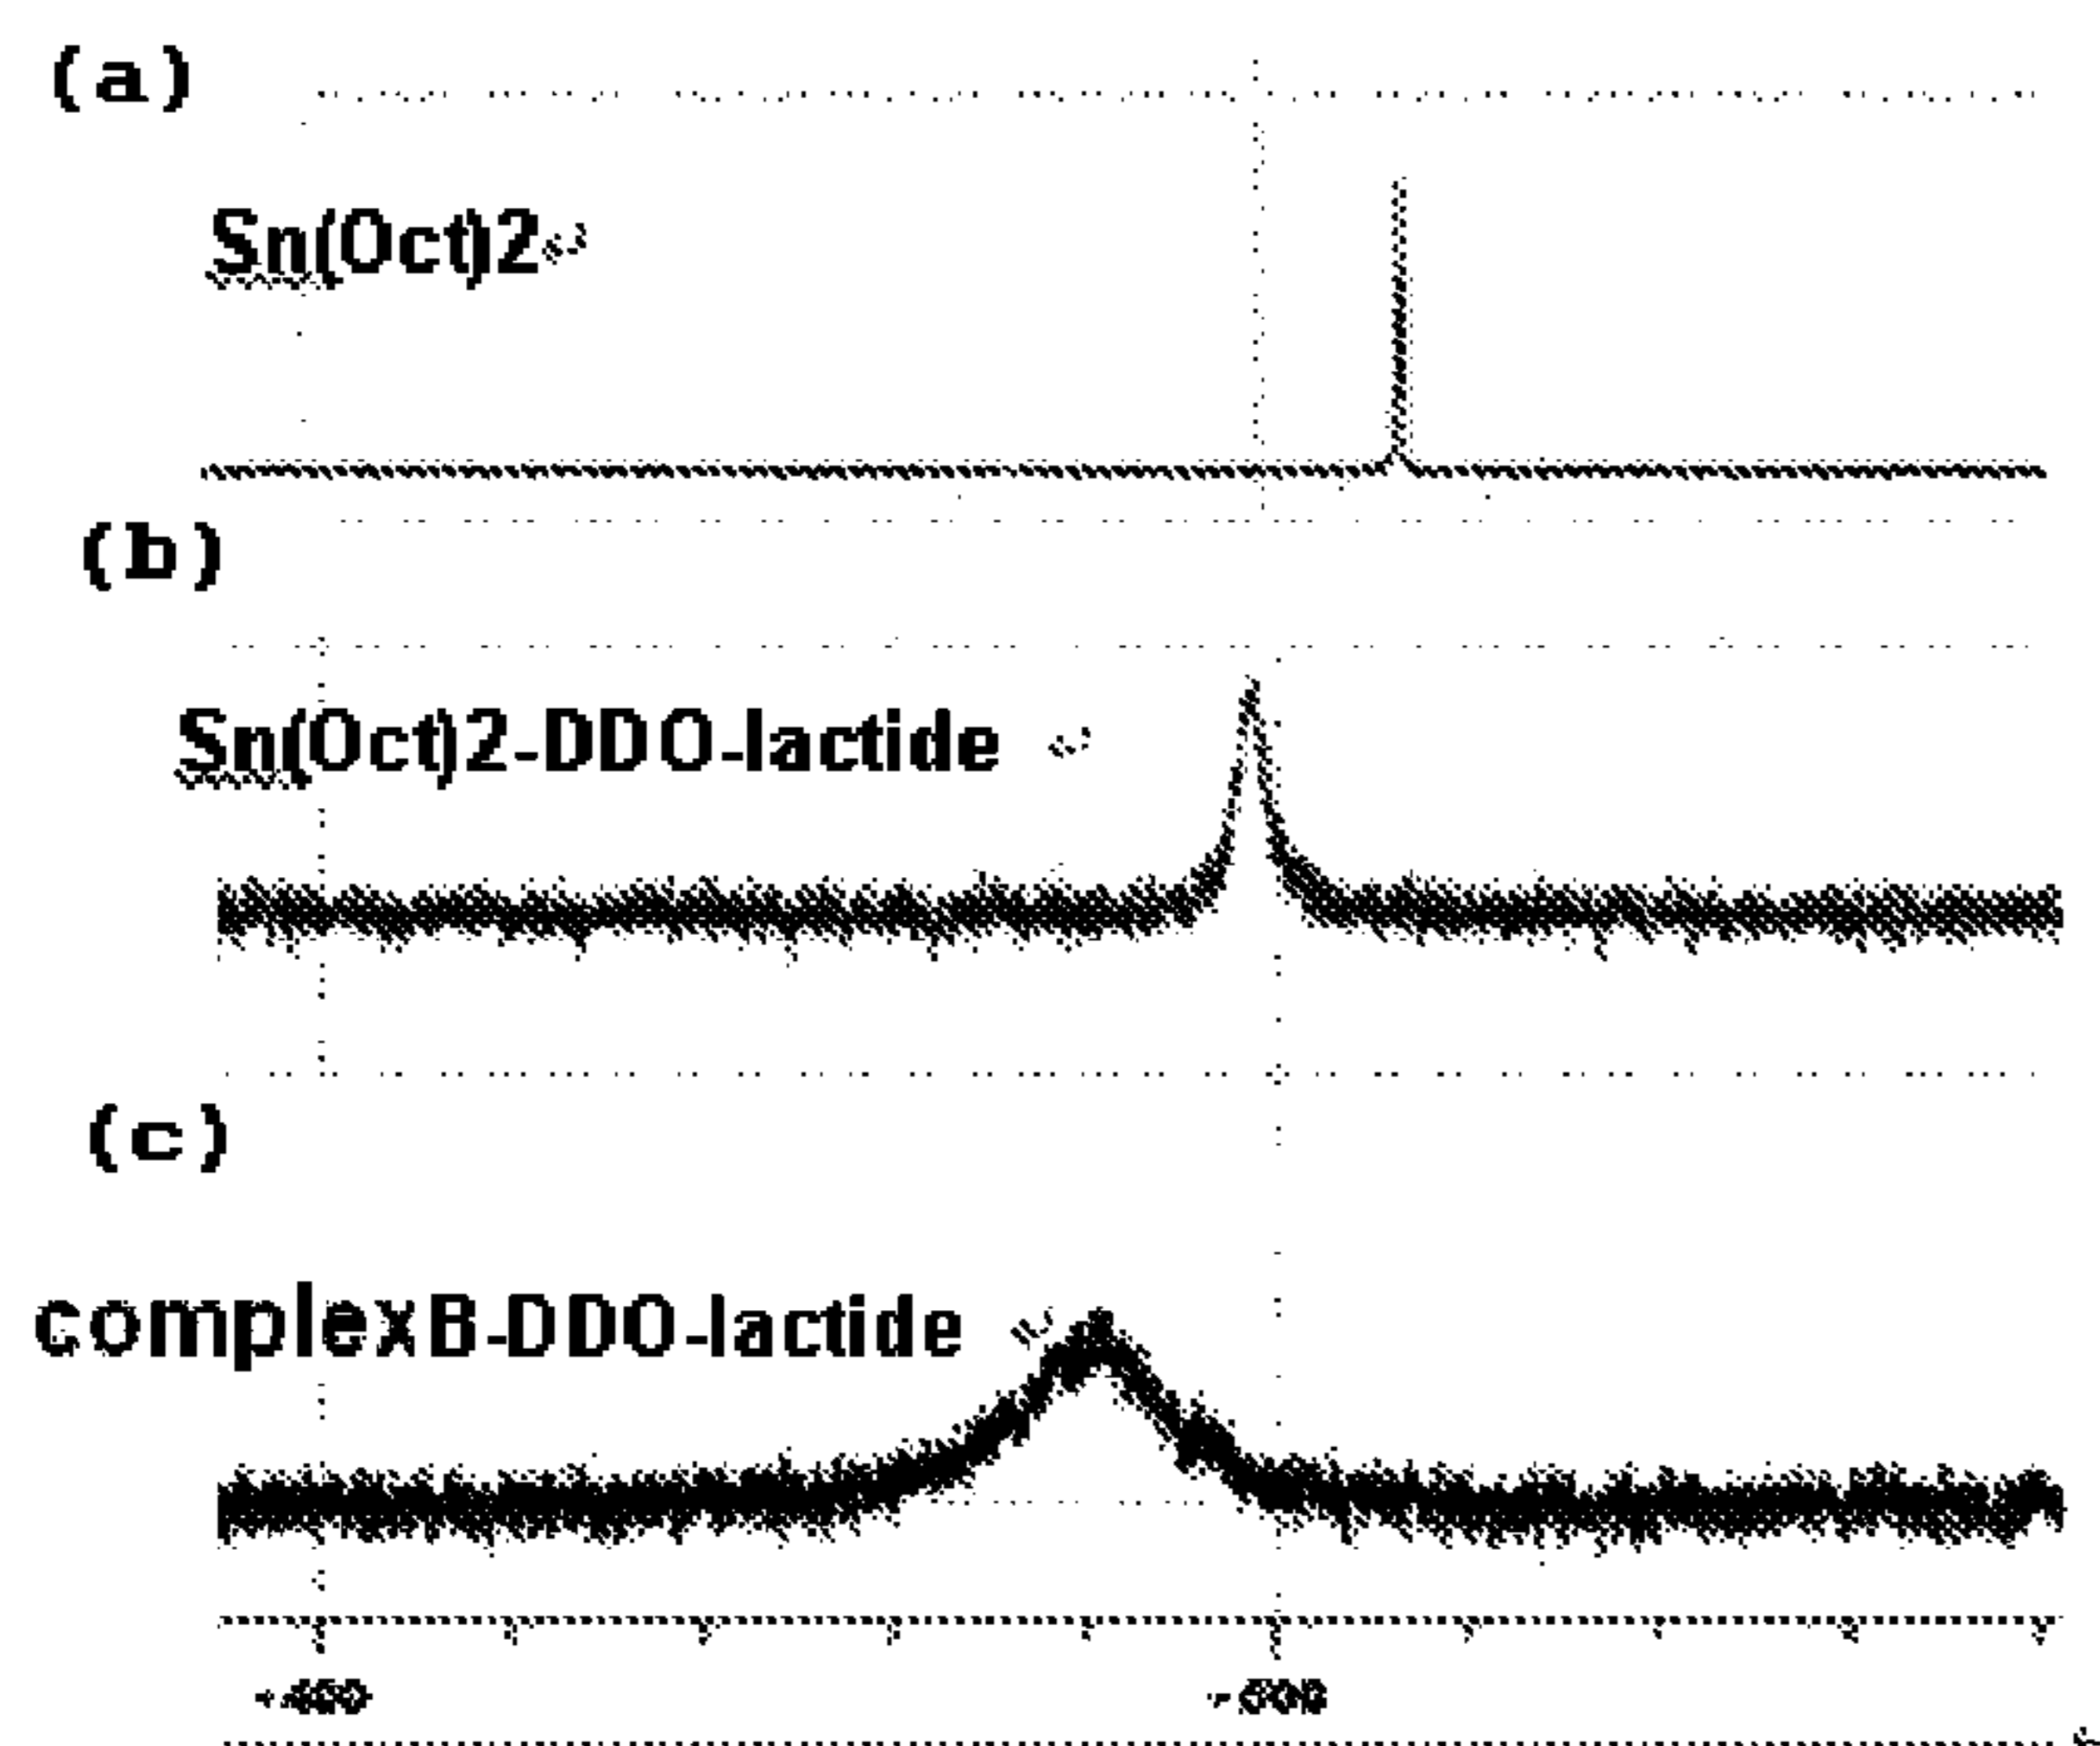 (a)
Sn(Oct)2
(b)
Sn(Oct)2-DDO-lactide
(c)
complexB-DDO-lactide